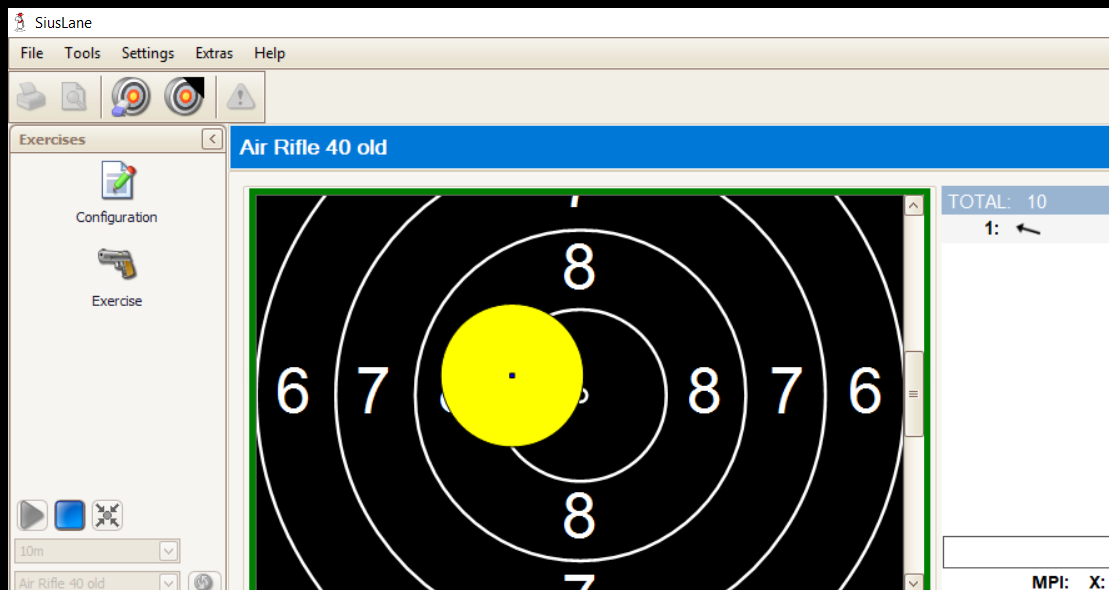 SiusLane
File Tools Settings Extras Help
Exercises
Air Rifle 40 old
Configuration
Exercise
TOTAL: 10
1:
8
6 7 8 7 6
8
7
10m
Air Rifle 40 old
MPI: X: